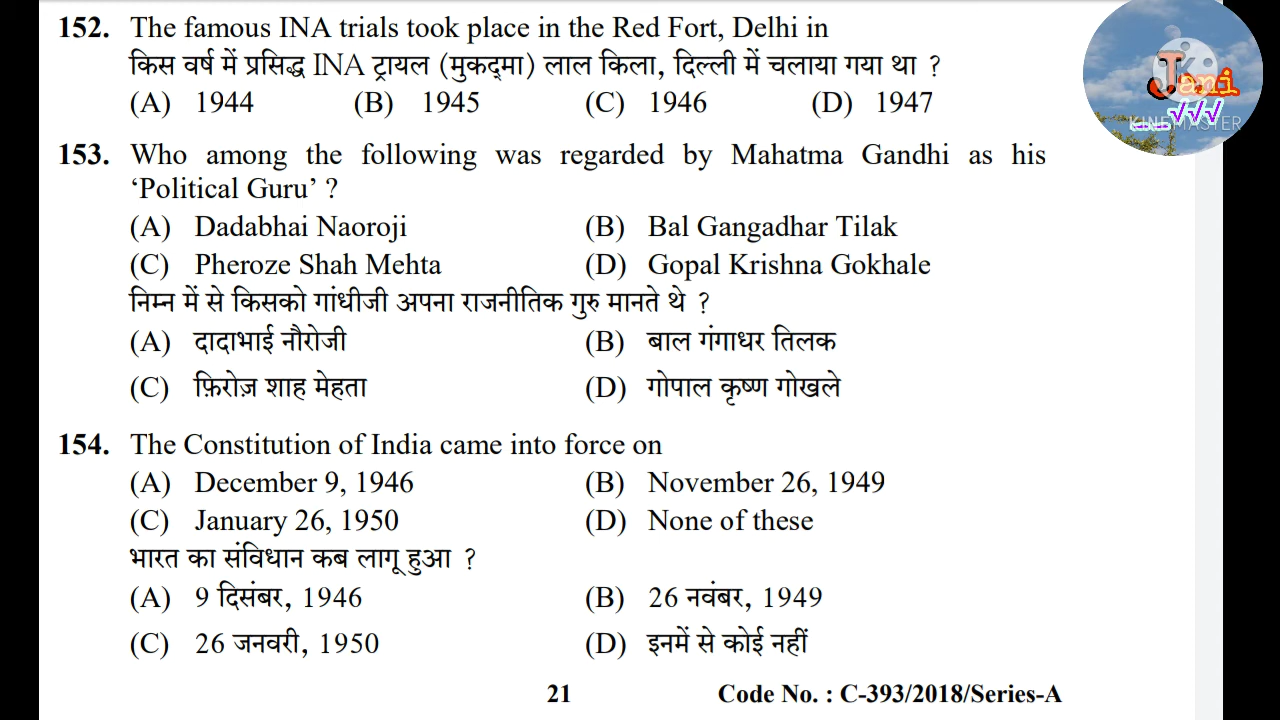 152. The famous INA trials took place in the Red Fort, Delhi in
किस वर्ष में प्रसिद्ध INA ट्रायल (मुकद्मा) लाल किला, दिल्ली में चलाया गया था ?
(A) 1944 (B) 1945 (C) 1946 (D) 1947
153. Who among the following was regarded by Mahatma Gandhi as his
‘Political Guru’ ?
(A) Dadabhai Naoroji (B) Bal Gangadhar Tilak
(C) Pheroze Shah Mehta (D) Gopal Krishna Gokhale
निम्न में से किसको गांधीजी अपना राजनीतिक गुरु मानते थे ?
(A) दादाभाई नौरोजी (B) बाल गंगाधर तिलक
(C) फ़िरोज़ शाह मेहता (D) गोपाल कृष्ण गोखले
154. The Constitution of India came into force on
(A) December 9, 1946 (B) November 26, 1949
(C) January 26, 1950 (D) None of these
भारत का संविधान कब लागू हुआ ?
(A) 9 दिसंबर, 1946 (B) 26 नवंबर, 1949
(C) 26 जनवरी, 1950 (D) इनमें से कोई नहीं
21 Code No. : C-393/2018/Series-A
Jani
√√√
KINEMASTER